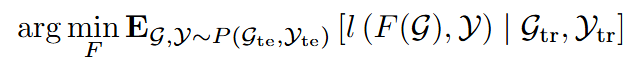 arg min_F 𝐄_{𝒢,𝒴∼P(𝒢_te,𝒴_te)} [l (F(𝒢), 𝒴) | 𝒢_tr, 𝒴_tr]